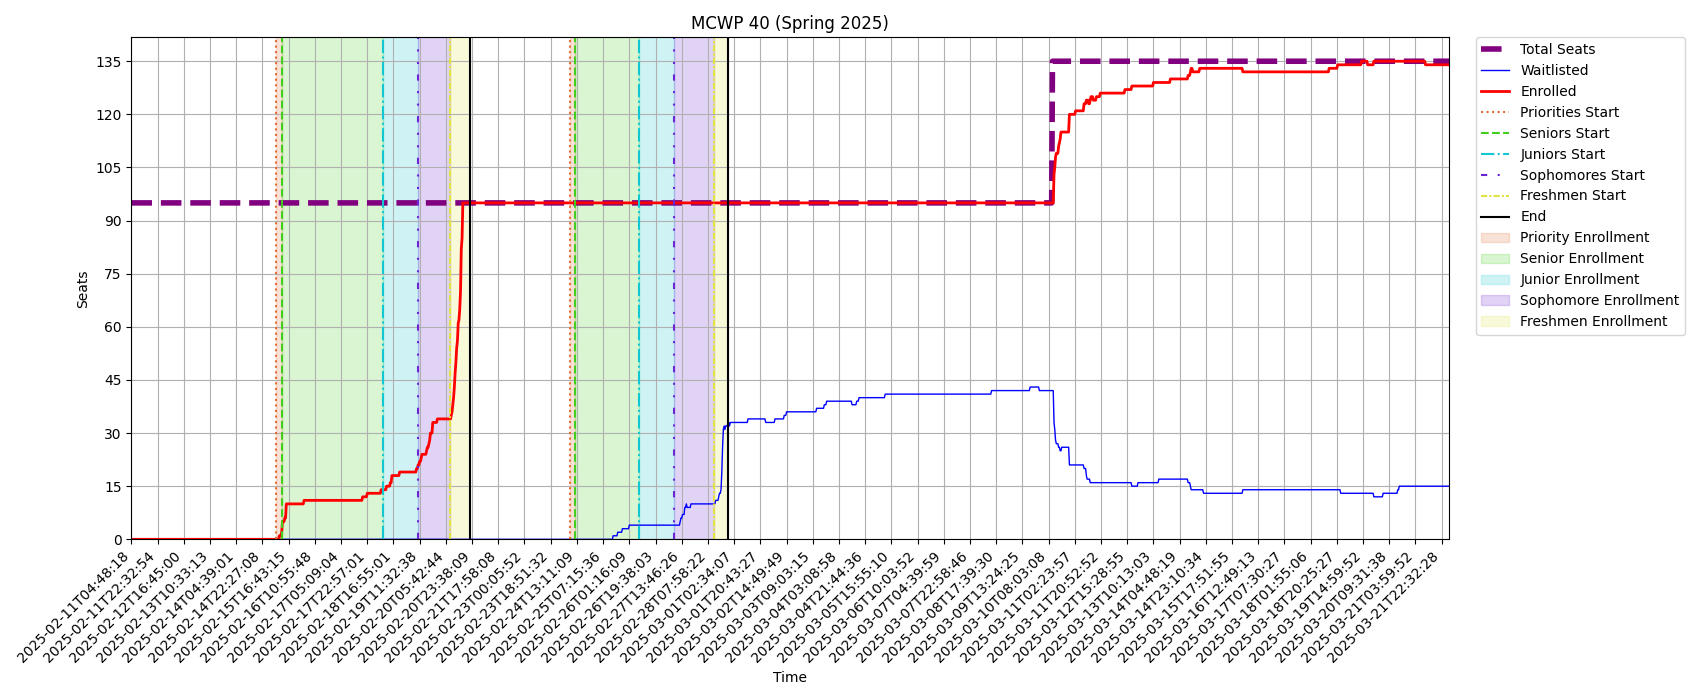 MCWP 40 (Spring 2025)
Seats
135
120
105
90
75
60
45
30
15
0
2025-02-11T04:48:18
2025-02-11T22:32:54
2025-02-12T16:45:00
2025-02-13T10:33:13
2025-02-14T04:39:01
2025-02-14T22:27:08
2025-02-15T16:43:15
2025-02-16T10:55:48
2025-02-17T05:09:04
2025-02-17T22:57:01
2025-02-18T16:55:01
2025-02-19T11:32:38
2025-02-20T05:42:44
2025-02-20T23:38:09
2025-02-21T17:58:08
2025-02-23T00:05:52
2025-02-23T18:51:32
2025-02-24T13:11:09
2025-02-25T07:15:36
2025-02-26T01:16:09
2025-02-26T19:38:03
2025-02-27T13:46:26
2025-02-28T07:58:22
2025-03-01T02:34:07
2025-03-01T20:43:27
2025-03-02T14:49:49
2025-03-03T09:03:15
2025-03-04T03:08:58
2025-03-04T21:44:36
2025-03-05T15:55:10
2025-03-06T10:03:52
2025-03-07T04:39:59
2025-03-07T22:58:46
2025-03-08T17:39:30
2025-03-09T13:24:25
2025-03-10T08:03:08
2025-03-11T02:23:57
2025-03-11T20:52:52
2025-03-12T15:28:55
2025-03-13T10:13:03
2025-03-14T04:48:19
2025-03-14T23:10:34
2025-03-15T17:51:55
2025-03-16T12:49:13
2025-03-17T07:30:27
2025-03-18T01:55:06
2025-03-18T20:25:27
2025-03-19T14:59:52
2025-03-20T09:31:38
2025-03-21T03:59:52
2025-03-21T22:32:28
Time
Total Seats
Waitlisted
Enrolled
Priorities Start
Seniors Start
Juniors Start
Sophomores Start
Freshmen Start
End
Priority Enrollment
Senior Enrollment
Junior Enrollment
Sophomore Enrollment
Freshmen Enrollment